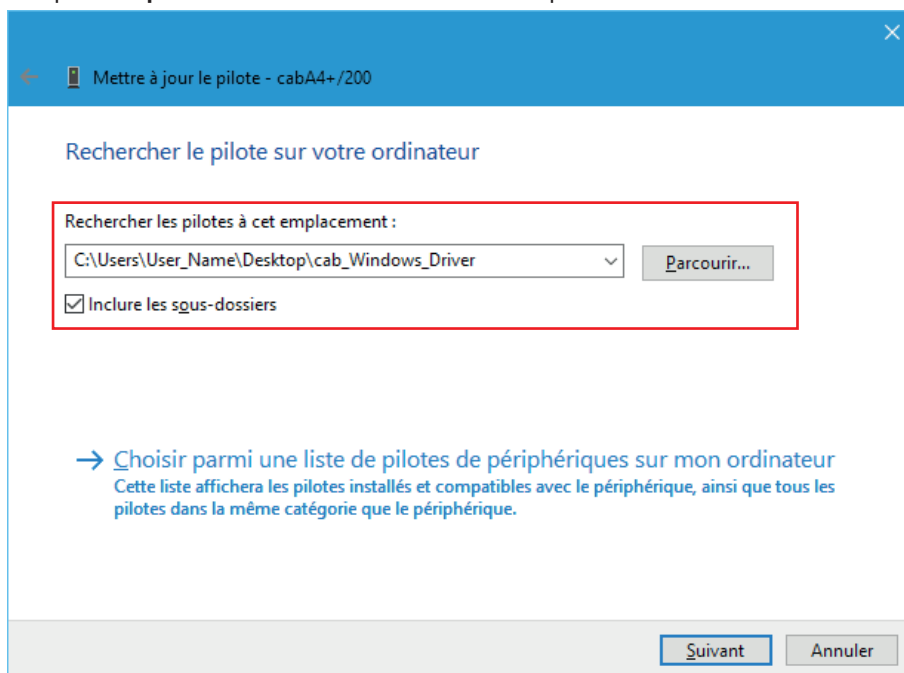 Mettre à jour le pilote - cabA4+/200
Rechercher le pilote sur votre ordinateur
Rechercher les pilotes à cet emplacement :
C:\Users\User_Name\Desktop\cab_Windows_Driver
Parcourir...
Inclure les sous-dossiers
Choisir parmi une liste de pilotes de périphériques sur mon ordinateur
Cette liste affichera les pilotes installés et compatibles avec le périphérique, ainsi que tous les
pilotes dans la même catégorie que le périphérique.
Suivant
Annuler